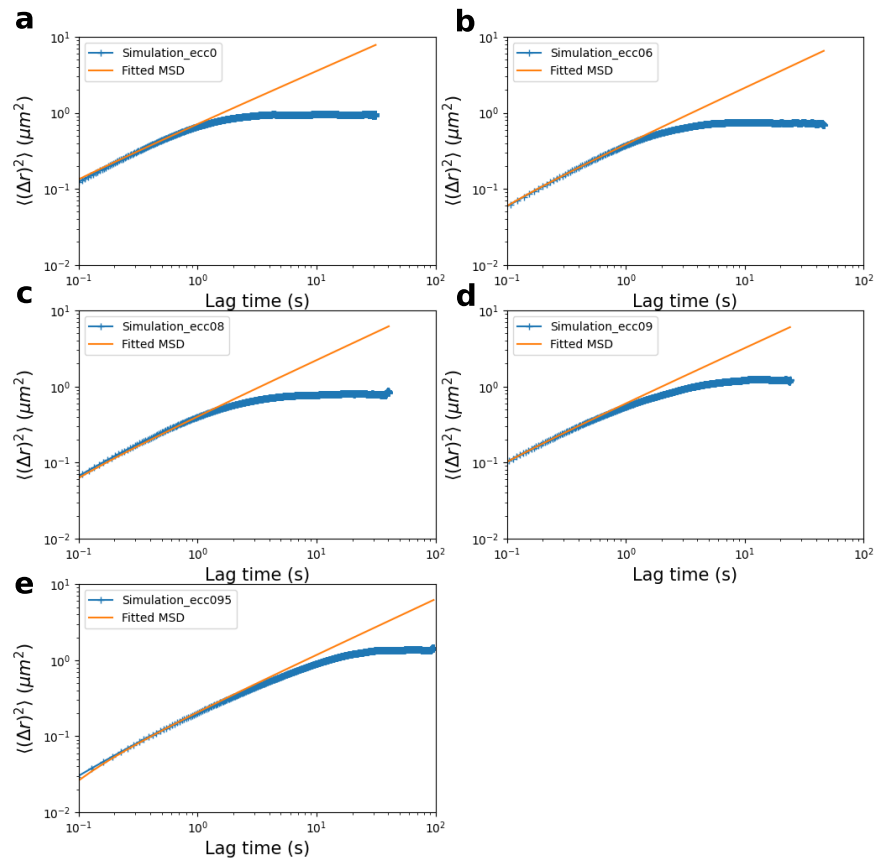 a
10^1
10^0
10^-1
10^-2
⟨(Δr)^2⟩ (μm^2)
Simulation_ecc0
Fitted MSD
10^-1 10^0 10^1 10^2
Lag time (s)
b
10^1
10^0
10^-1
10^-2
⟨(Δr)^2⟩ (μm^2)
Simulation_ecc06
Fitted MSD
10^-1 10^0 10^1 10^2
Lag time (s)
c
10^1
10^0
10^-1
10^-2
⟨(Δr)^2⟩ (μm^2)
Simulation_ecc08
Fitted MSD
10^-1 10^0 10^1 10^2
Lag time (s)
d
10^1
10^0
10^-1
10^-2
⟨(Δr)^2⟩ (μm^2)
Simulation_ecc09
Fitted MSD
10^-1 10^0 10^1 10^2
Lag time (s)
e
10^1
10^0
10^-1
10^-2
⟨(Δr)^2⟩ (μm^2)
Simulation_ecc095
Fitted MSD
10^-1 10^0 10^1 10^2
Lag time (s)